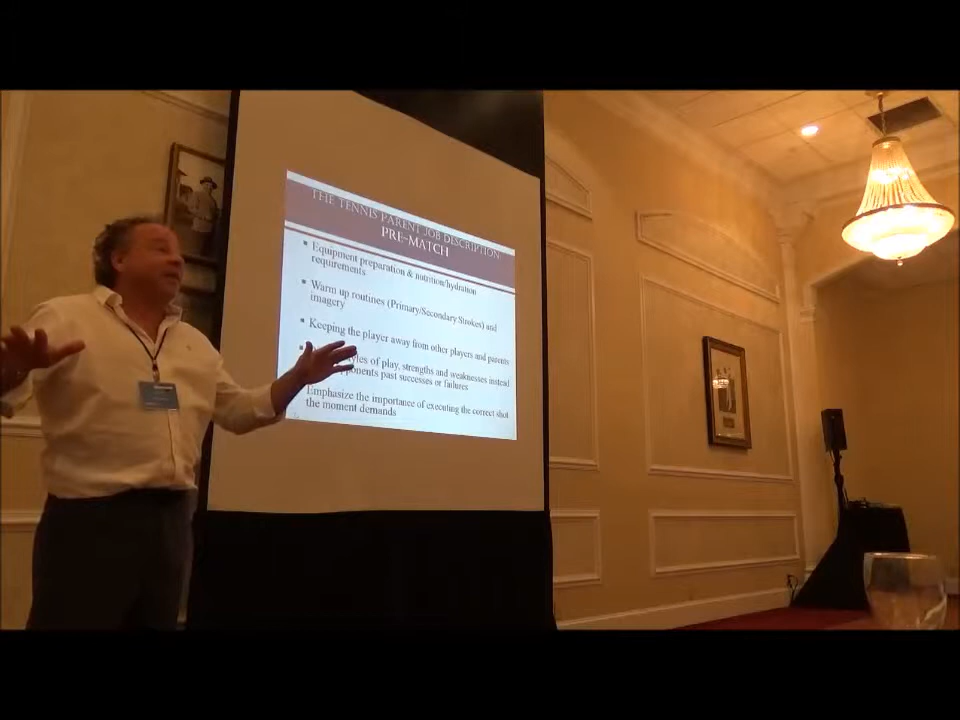 THE TENNIS PARENT JOB DESCRIPTION:
PRE-MATCH
Equipment preparation & nutrition/hydration
requirements
Warm up routines (Primary/Secondary Strokes) and
imagery
Keeping the player away from other players and parents
of play, strengths and weaknesses instead
past successes or failures
Emphasize the importance of executing the correct shot
the moment demands